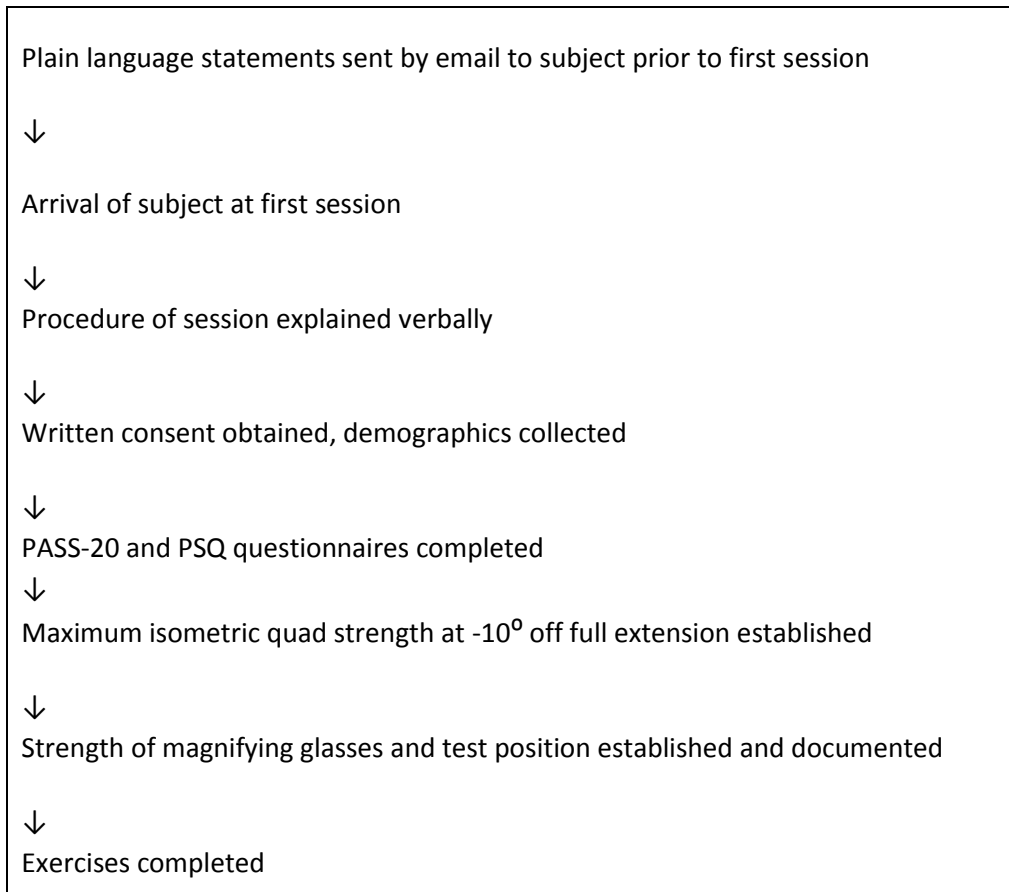 Plain language statements sent by email to subject prior to first session
↓
Arrival of subject at first session
↓
Procedure of session explained verbally
↓
Written consent obtained, demographics collected
↓
PASS-20 and PSQ questionnaires completed
↓
Maximum isometric quad strength at -10⁰ off full extension established
↓
Strength of magnifying glasses and test position established and documented
↓
Exercises completed